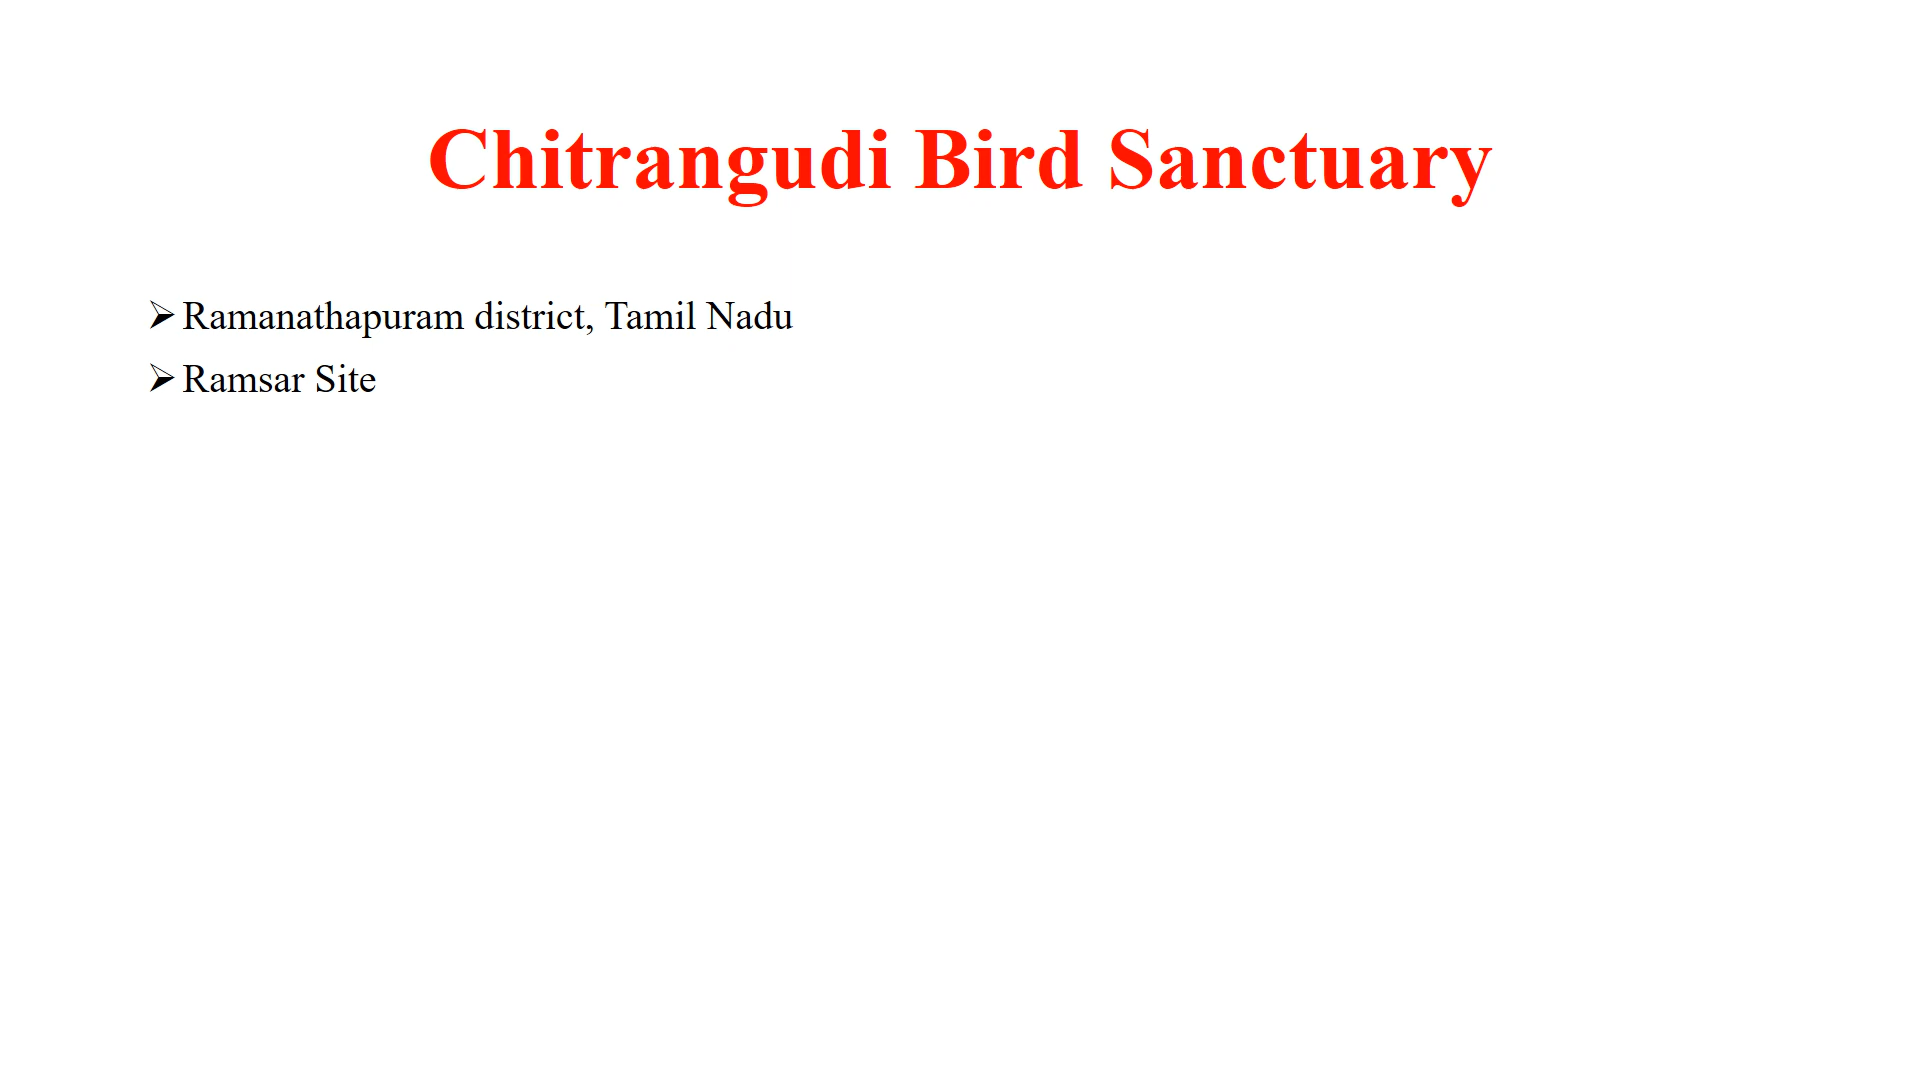 Chitrangudi Bird Sanctuary
➢ Ramanathapuram district, Tamil Nadu
➢ Ramsar Site